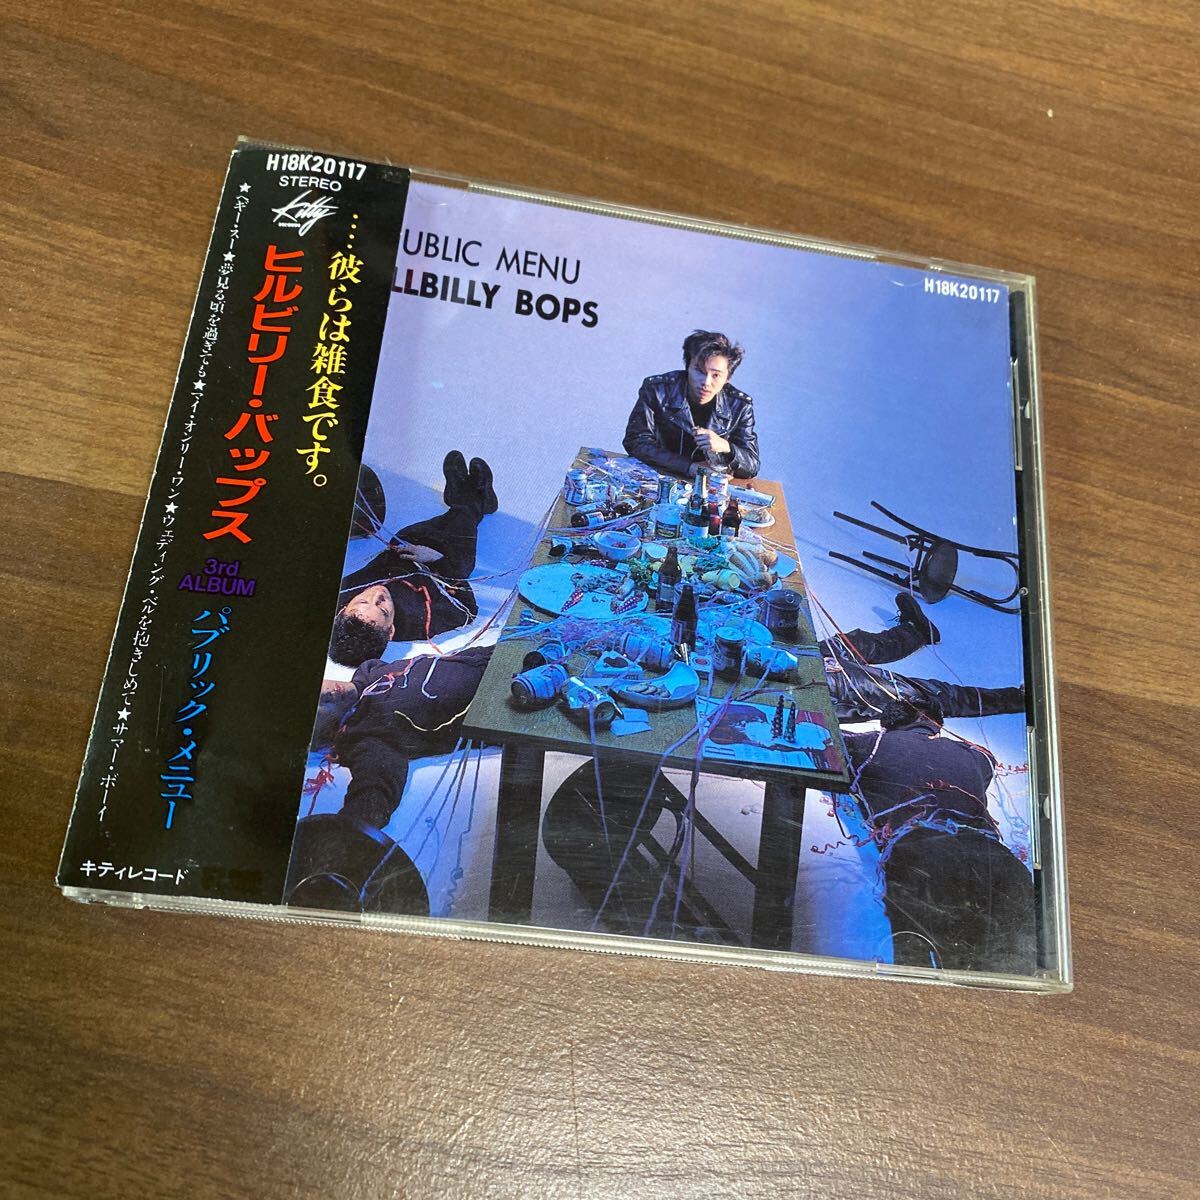 H18K20117
STEREO
Kitty
records
‥‥彼らは雑食です。
ヒルビリー・バップス
3rd
ALBUM
パブリック・メニュー
★ペギー・スー★夢見る頃を過ぎても★マイ・オンリー・ワン★ウェディング・ベルを抱きしめて★サマー・ボーイ
キティレコード
UBLIC MENU
LLBILLY BOPS
H18K20117